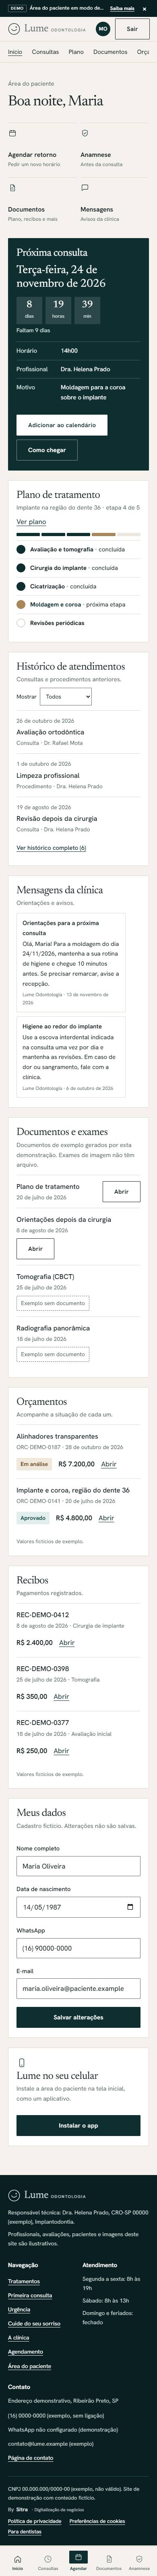 DEMO Área do paciente em modo de... Saiba mais ×
Lume ODONTOLOGIA MO Sair
Início Consultas Plano Documentos Orça
Área do paciente
Boa noite, Maria
Agendar retorno
Pedir um novo horário
Anamnese
Antes da consulta
Documentos
Plano, recibos e mais
Mensagens
Avisos da clínica
Próxima consulta
Terça-feira, 24 de
novembro de 2026
8 19 39
dias horas min
Faltam 9 dias
Horário 14h00
Profissional Dra. Helena Prado
Motivo Moldagem para a coroa
sobre o implante
Adicionar ao calendário
Como chegar
Plano de tratamento
Implante na região do dente 36 · etapa 4 de 5
Ver plano
Avaliação e tomografia · concluída
Cirurgia do implante · concluída
Cicatrização · concluída
Moldagem e coroa · próxima etapa
Revisões periódicas
Histórico de atendimentos
Consultas e procedimentos anteriores.
Mostrar Todos
26 de outubro de 2026
Avaliação ortodôntica
Consulta · Dr. Rafael Mota
1 de outubro de 2026
Limpeza profissional
Procedimento · Dra. Helena Prado
19 de agosto de 2026
Revisão depois da cirurgia
Consulta · Dra. Helena Prado
Ver histórico completo (6)
Mensagens da clínica
Orientações e avisos.
Orientações para a próxima
consulta
Olá, Maria! Para a moldagem do dia
24/11/2026, mantenha a sua rotina
de higiene e chegue 10 minutos
antes. Se precisar remarcar, avise a
recepção.
Lume Odontologia · 13 de novembro de
2026
Higiene ao redor do implante
Use a escova interdental indicada
na consulta uma vez por dia e
mantenha as revisões. Em caso de
dor ou sangramento, fale com a
clínica.
Lume Odontologia · 6 de outubro de 2026
Documentos e exames
Documentos de exemplo gerados por esta
demonstração. Exames de imagem não têm
arquivo.
Plano de tratamento
20 de julho de 2026
Abrir
Orientações depois da cirurgia
6 de agosto de 2026
Abrir
Tomografia (CBCT)
25 de julho de 2026
Exemplo sem documento
Radiografia panorâmica
18 de julho de 2026
Exemplo sem documento
Orçamentos
Acompanhe a situação de cada um.
Alinhadores transparentes
ORC-DEMO-0187 · 28 de outubro de 2026
Em análise R$ 7.200,00 Abrir
Implante e coroa, região do dente 36
ORC-DEMO-0141 · 20 de julho de 2026
Aprovado R$ 4.800,00 Abrir
Valores fictícios de exemplo.
Recibos
Pagamentos registrados.
REC-DEMO-0412
6 de agosto de 2026 · Cirurgia de implante
R$ 2.400,00 Abrir
REC-DEMO-0398
25 de julho de 2026 · Tomografia
R$ 350,00 Abrir
REC-DEMO-0377
18 de julho de 2026 · Avaliação inicial
R$ 250,00 Abrir
Valores fictícios de exemplo.
Meus dados
Cadastro fictício. Alterações não são salvas.
Nome completo
Maria Oliveira
Data de nascimento
14/05/1987
WhatsApp
(16) 90000-0000
E-mail
maria.oliveira@paciente.example
Salvar alterações
Lume no seu celular
Instale a área do paciente na tela inicial,
como um aplicativo.
Instalar o app
Lume ODONTOLOGIA
Responsável técnica: Dra. Helena Prado, CRO-SP 00000
(exemplo), Implantodontia.
Profissionais, avaliações, pacientes e imagens deste
site são ilustrativos.
Navegação
Tratamentos
Primeira consulta
Urgência
Cuide do seu sorriso
A clínica
Agendamento
Área do paciente
Atendimento
Segunda a sexta: 8h às
19h
Sábado: 8h às 13h
Domingo e feriados:
fechado
Contato
Endereço demonstrativo, Ribeirão Preto, SP
(16) 0000-0000 (exemplo, sem ligação)
WhatsApp não configurado (demonstração)
contato@lume.example (exemplo)
Página de contato
CNPJ 00.000.000/0000-00 (exemplo, não válido). Site de
demonstração com conteúdo fictício.
By Sitra · Digitalização de negócios
Política de privacidade Preferências de cookies
Para dentistas
Início Consultas Agendar Documentos Anamnese